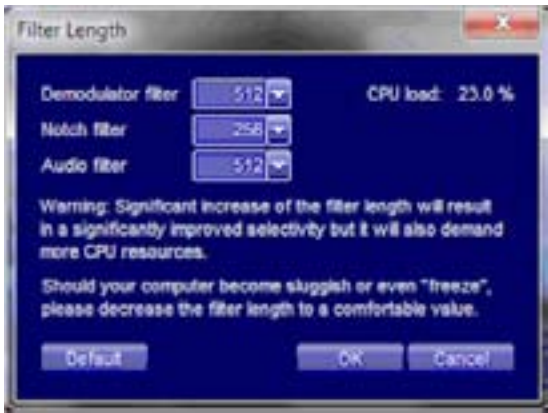 Filter Length
Demodulator filter 512 CPU load: 23.0 %
Notch filter 256
Audio filter 512
Warning: Significant increase of the filter length will result
in a significantly improved selectivity but it will also demand
more CPU resources.
Should your computer become sluggish or even "freeze",
please decrease the filter length to a comfortable value.
Default OK Cancel